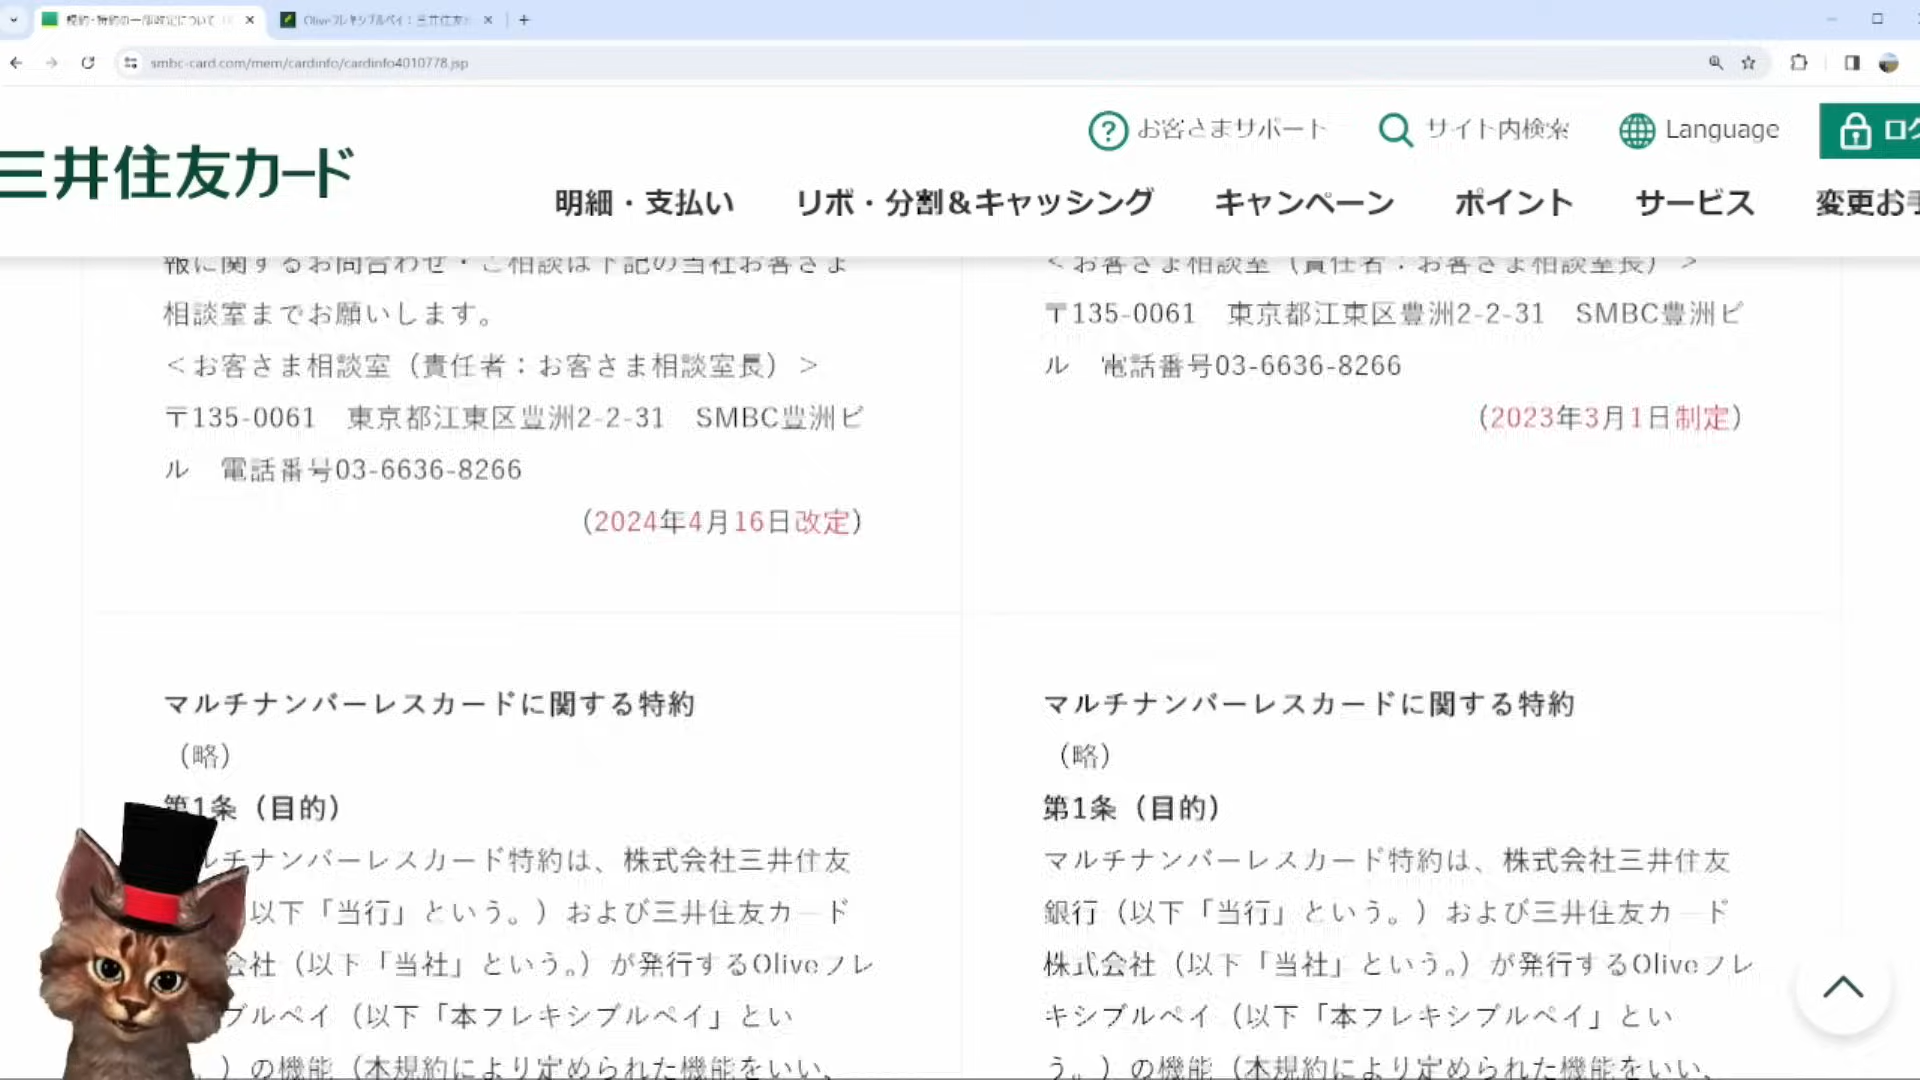 規約・特約の一部改定について
Oliveフレキシブルペイ：三井住友
smbc-card.com/mem/cardinfo/cardinfo4010778.jsp
お客さまサポート
サイト内検索
Language
三井住友カード
明細・支払い
リボ・分割＆キャッシング
キャンペーン
ポイント
サービス
変更お手
報に関するお問合わせ・ご相談は下記の当社お客さま
相談室までお願いします。
＜お客さま相談室（責任者：お客さま相談室長）＞
〒135-0061　東京都江東区豊洲2-2-31　SMBC豊洲ビ
ル　電話番号03-6636-8266
（2024年4月16日改定）
＜お客さま相談室（責任者：お客さま相談室長）＞
〒135-0061　東京都江東区豊洲2-2-31　SMBC豊洲ビ
ル　電話番号03-6636-8266
（2023年3月1日制定）
マルチナンバーレスカードに関する特約
（略）
第1条（目的）
ルチナンバーレスカード特約は、株式会社三井住友
以下「当行」という。）および三井住友カード
会社（以下「当社」という。）が発行するOliveフレ
ブルペイ（以下「本フレキシブルペイ」とい
。）の機能（本規約により定められた機能をいい、
マルチナンバーレスカードに関する特約
（略）
第1条（目的）
マルチナンバーレスカード特約は、株式会社三井住友
銀行（以下「当行」という。）および三井住友カード
株式会社（以下「当社」という。）が発行するOliveフレ
キシブルペイ（以下「本フレキシブルペイ」とい
う。）の機能（本規約により定められた機能をいい、